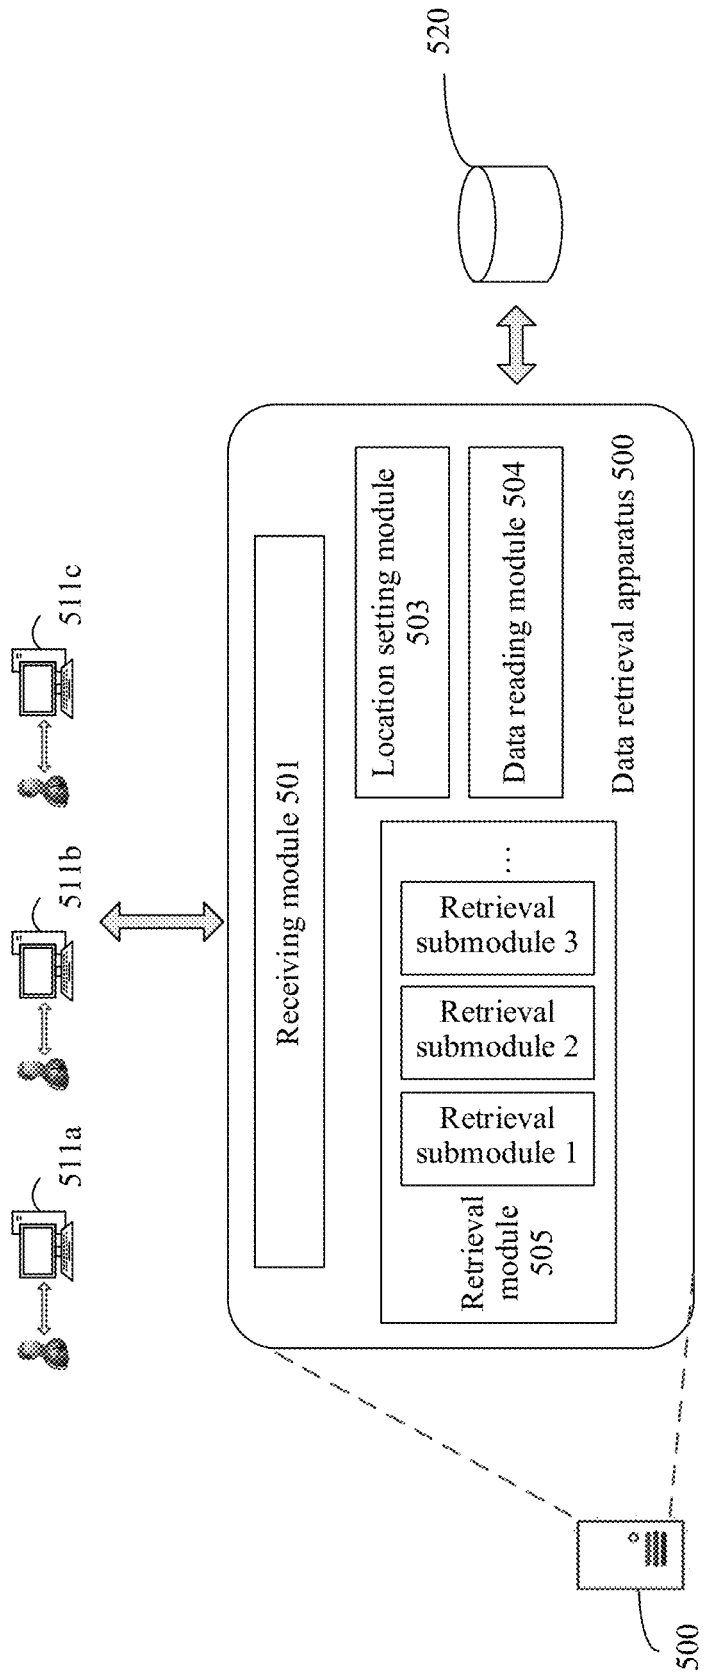 511a
511b
511c
Receiving module 501
Retrieval
module
505
Retrieval
submodule 1
Retrieval
submodule 2
Retrieval
submodule 3
...
Location setting module
503
Data reading module 504
Data retrieval apparatus 500
520
500